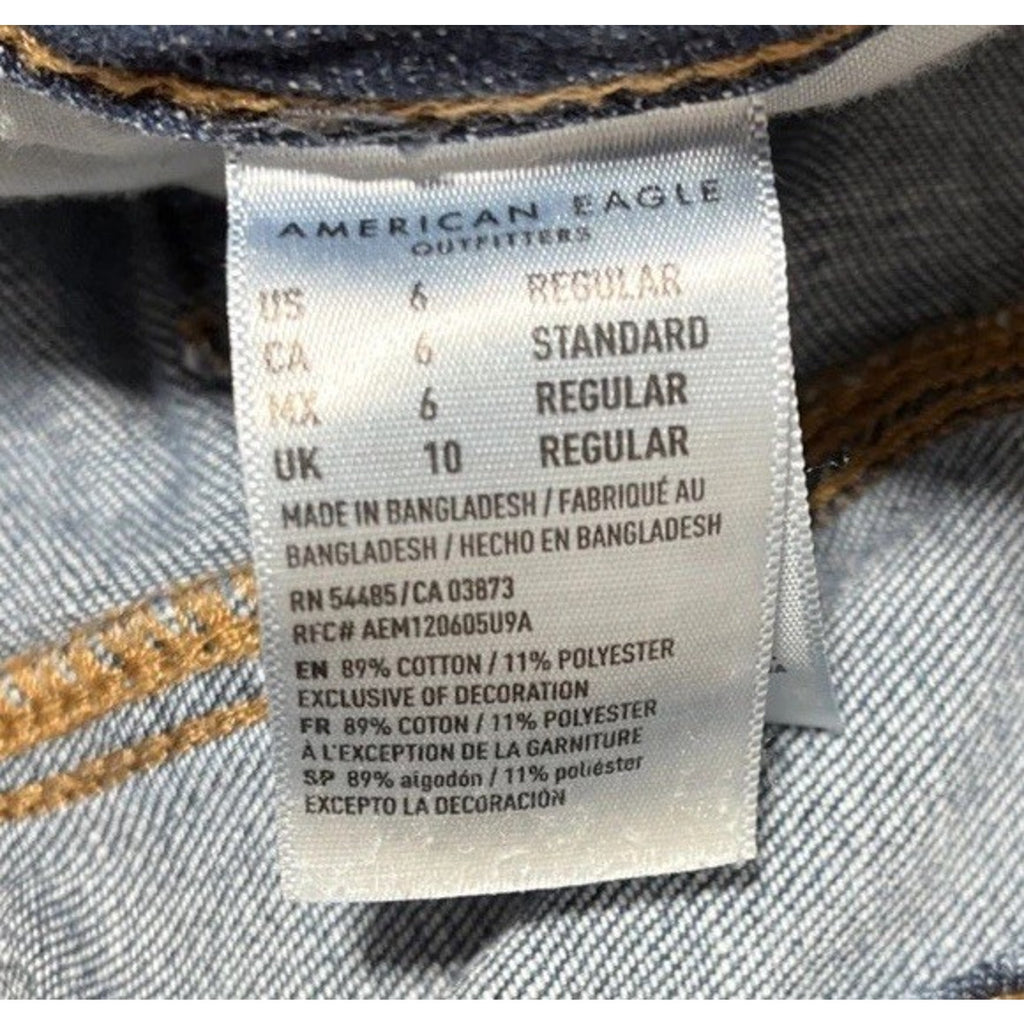 AMERICAN EAGLE
OUTFITTERS
US 6 REGULAR
CA 6 STANDARD
MX 6 REGULAR
UK 10 REGULAR
MADE IN BANGLADESH / FABRIQUÉ AU
BANGLADESH / HECHO EN BANGLADESH
RN 54485/CA 03873
RFC# AEM120605U9A
EN 89% COTTON / 11% POLYESTER
EXCLUSIVE OF DECORATION
FR 89% COTON / 11% POLYESTER
À L'EXCEPTION DE LA GARNITURE
SP 89% algodón / 11% poliéster
EXCEPTO LA DECORACIÓN